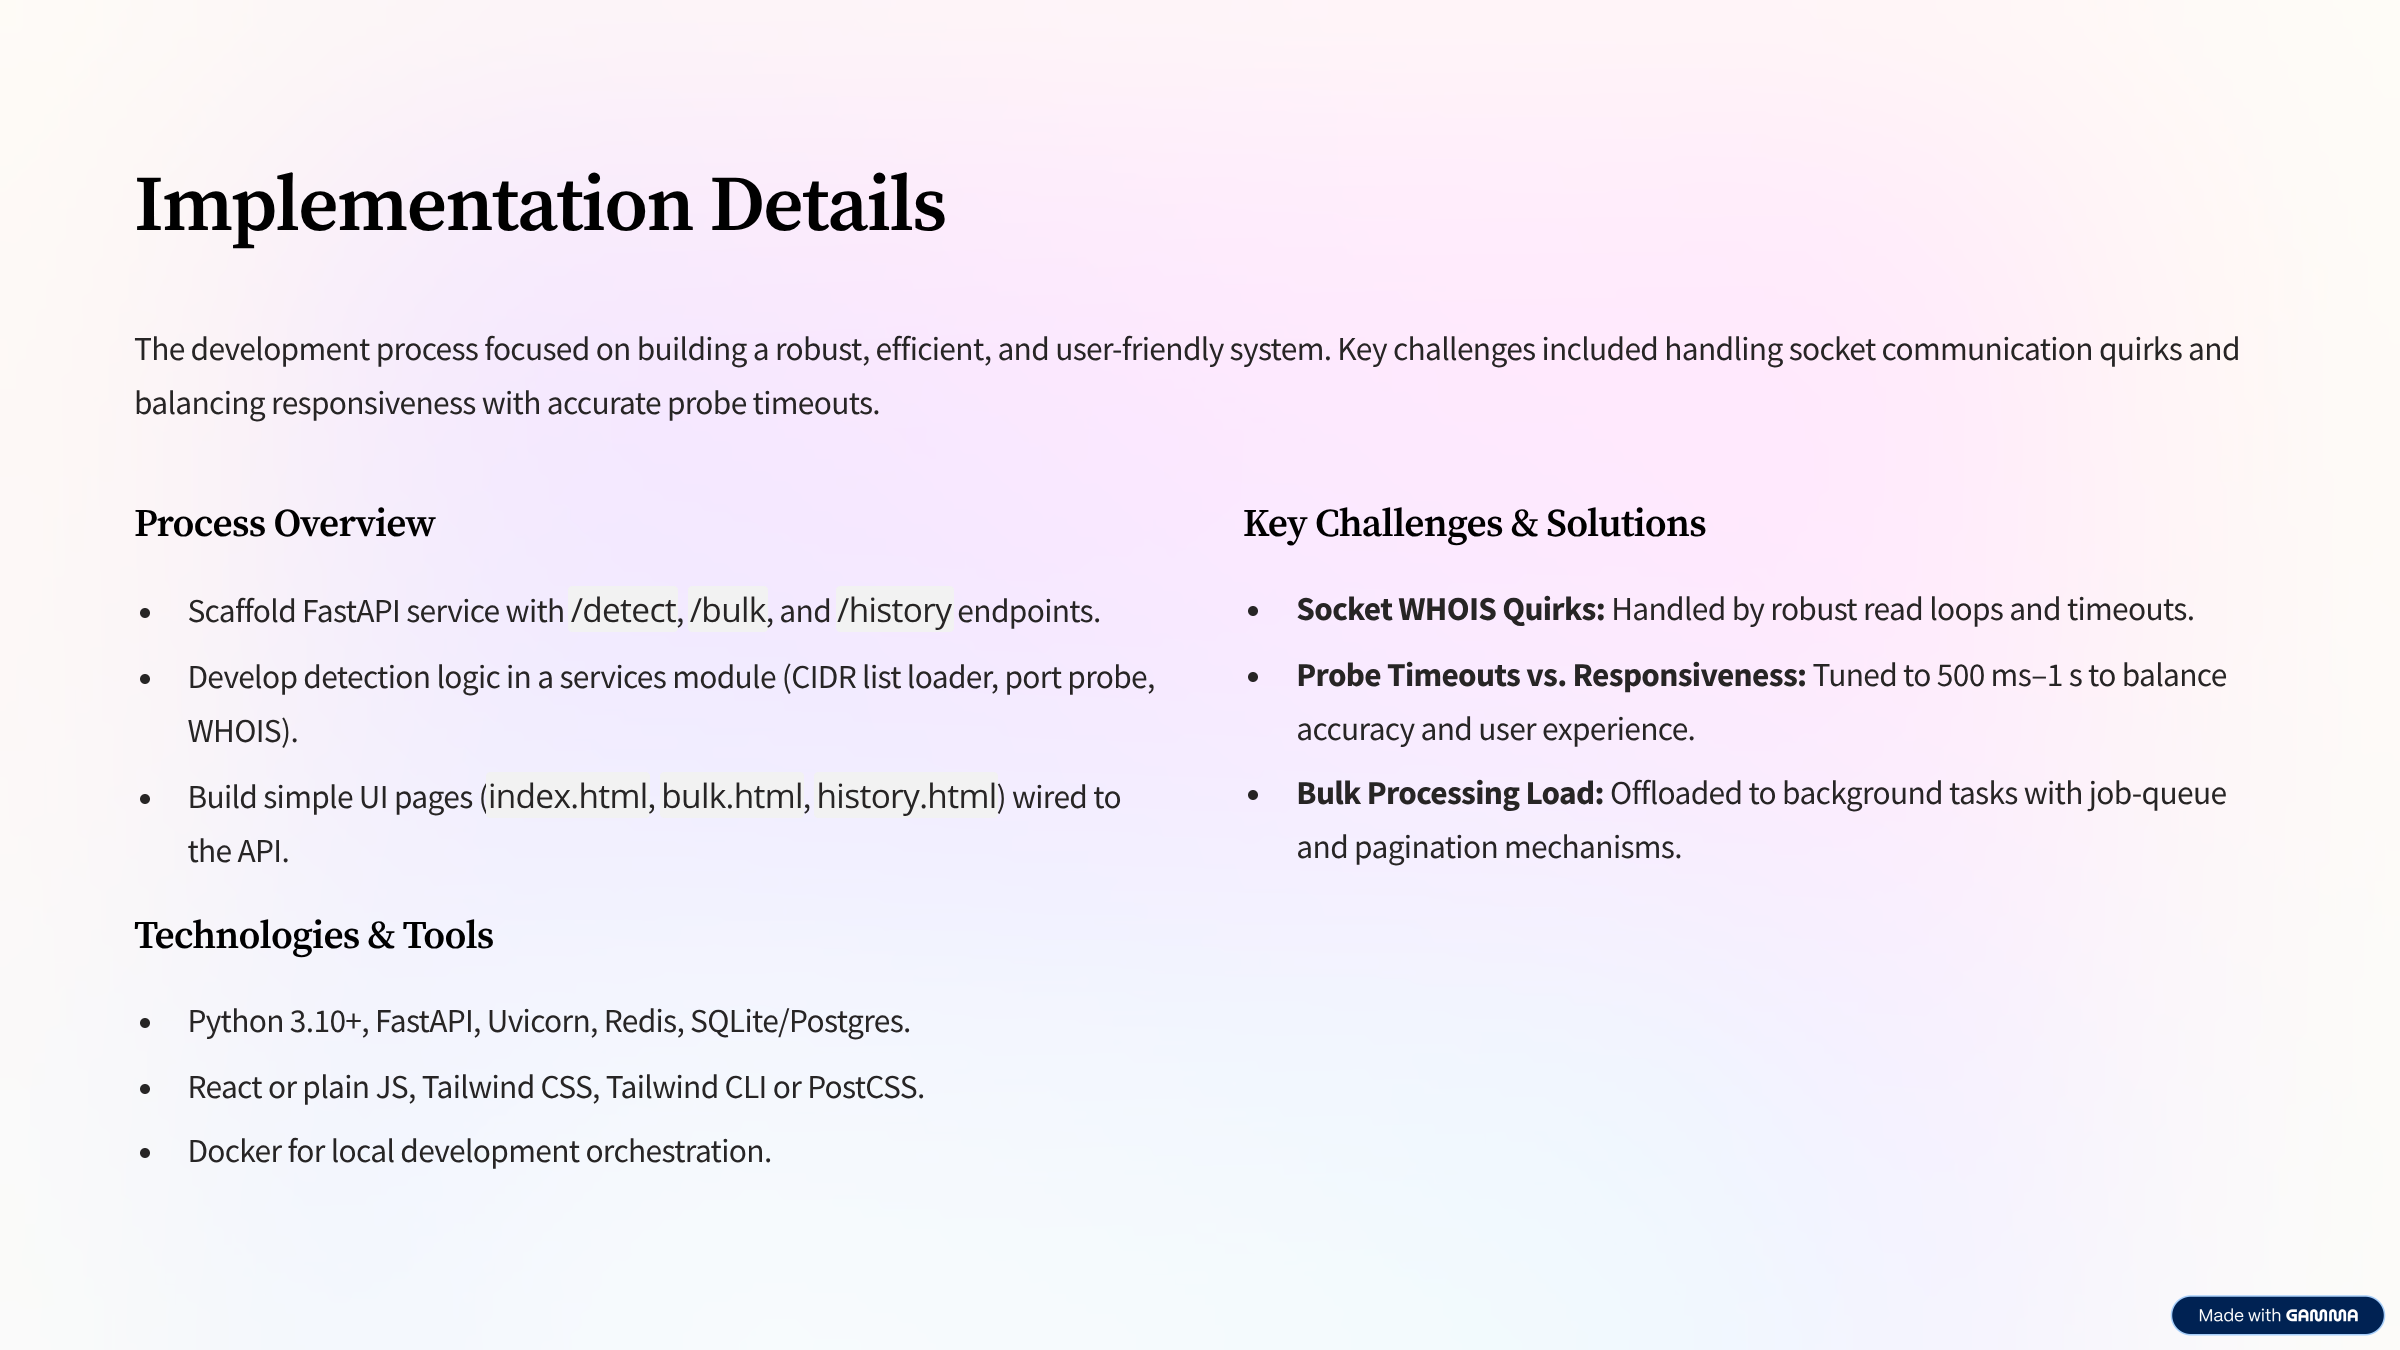 Implementation Details
The development process focused on building a robust, efficient, and user-friendly system. Key challenges included handling socket communication quirks and
balancing responsiveness with accurate probe timeouts.
Process Overview
• Scaffold FastAPI service with /detect, /bulk, and /history endpoints.
• Develop detection logic in a services module (CIDR list loader, port probe,
WHOIS).
• Build simple UI pages (index.html, bulk.html, history.html) wired to
the API.
Technologies & Tools
• Python 3.10+, FastAPI, Uvicorn, Redis, SQLite/Postgres.
• React or plain JS, Tailwind CSS, Tailwind CLI or PostCSS.
• Docker for local development orchestration.
Key Challenges & Solutions
• Socket WHOIS Quirks: Handled by robust read loops and timeouts.
• Probe Timeouts vs. Responsiveness: Tuned to 500 ms–1 s to balance
accuracy and user experience.
• Bulk Processing Load: Offloaded to background tasks with job-queue
and pagination mechanisms.
Made with GAMMA